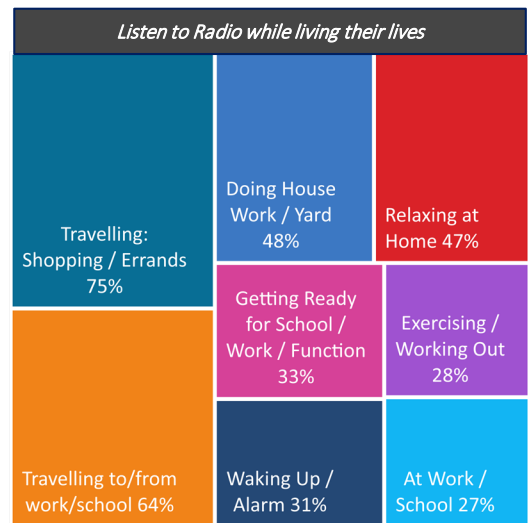 Listen to Radio while living their lives
Travelling:
Shopping / Errands
75%
Doing House
Work / Yard
48%
Relaxing at
Home 47%
Getting Ready
for School /
Work / Function
33%
Exercising /
Working Out
28%
Travelling to/from
work/school 64%
Waking Up /
Alarm 31%
At Work /
School 27%